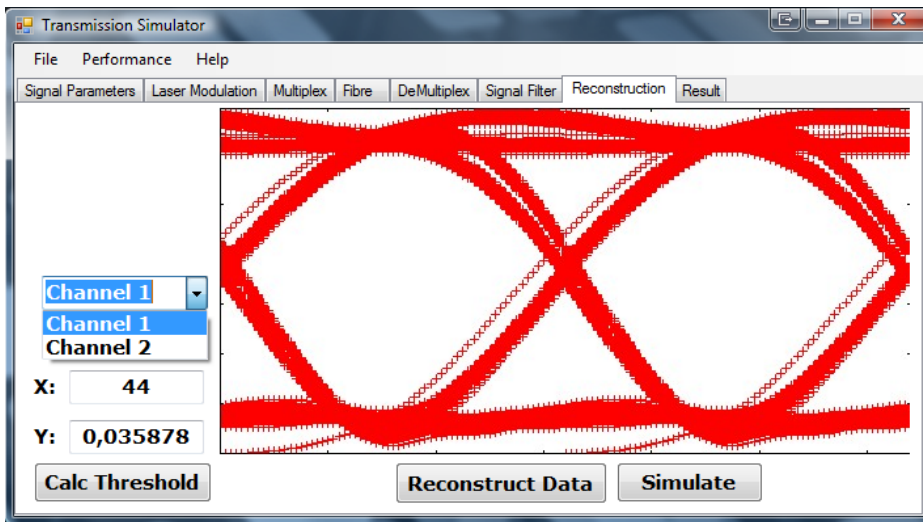 Transmission Simulator
File Performance Help
Signal Parameters Laser Modulation Multiplex Fibre DeMultiplex Signal Filter Reconstruction Result
Channel 1
Channel 1
Channel 2
X: 44
Y: 0,035878
Calc Threshold Reconstruct Data Simulate